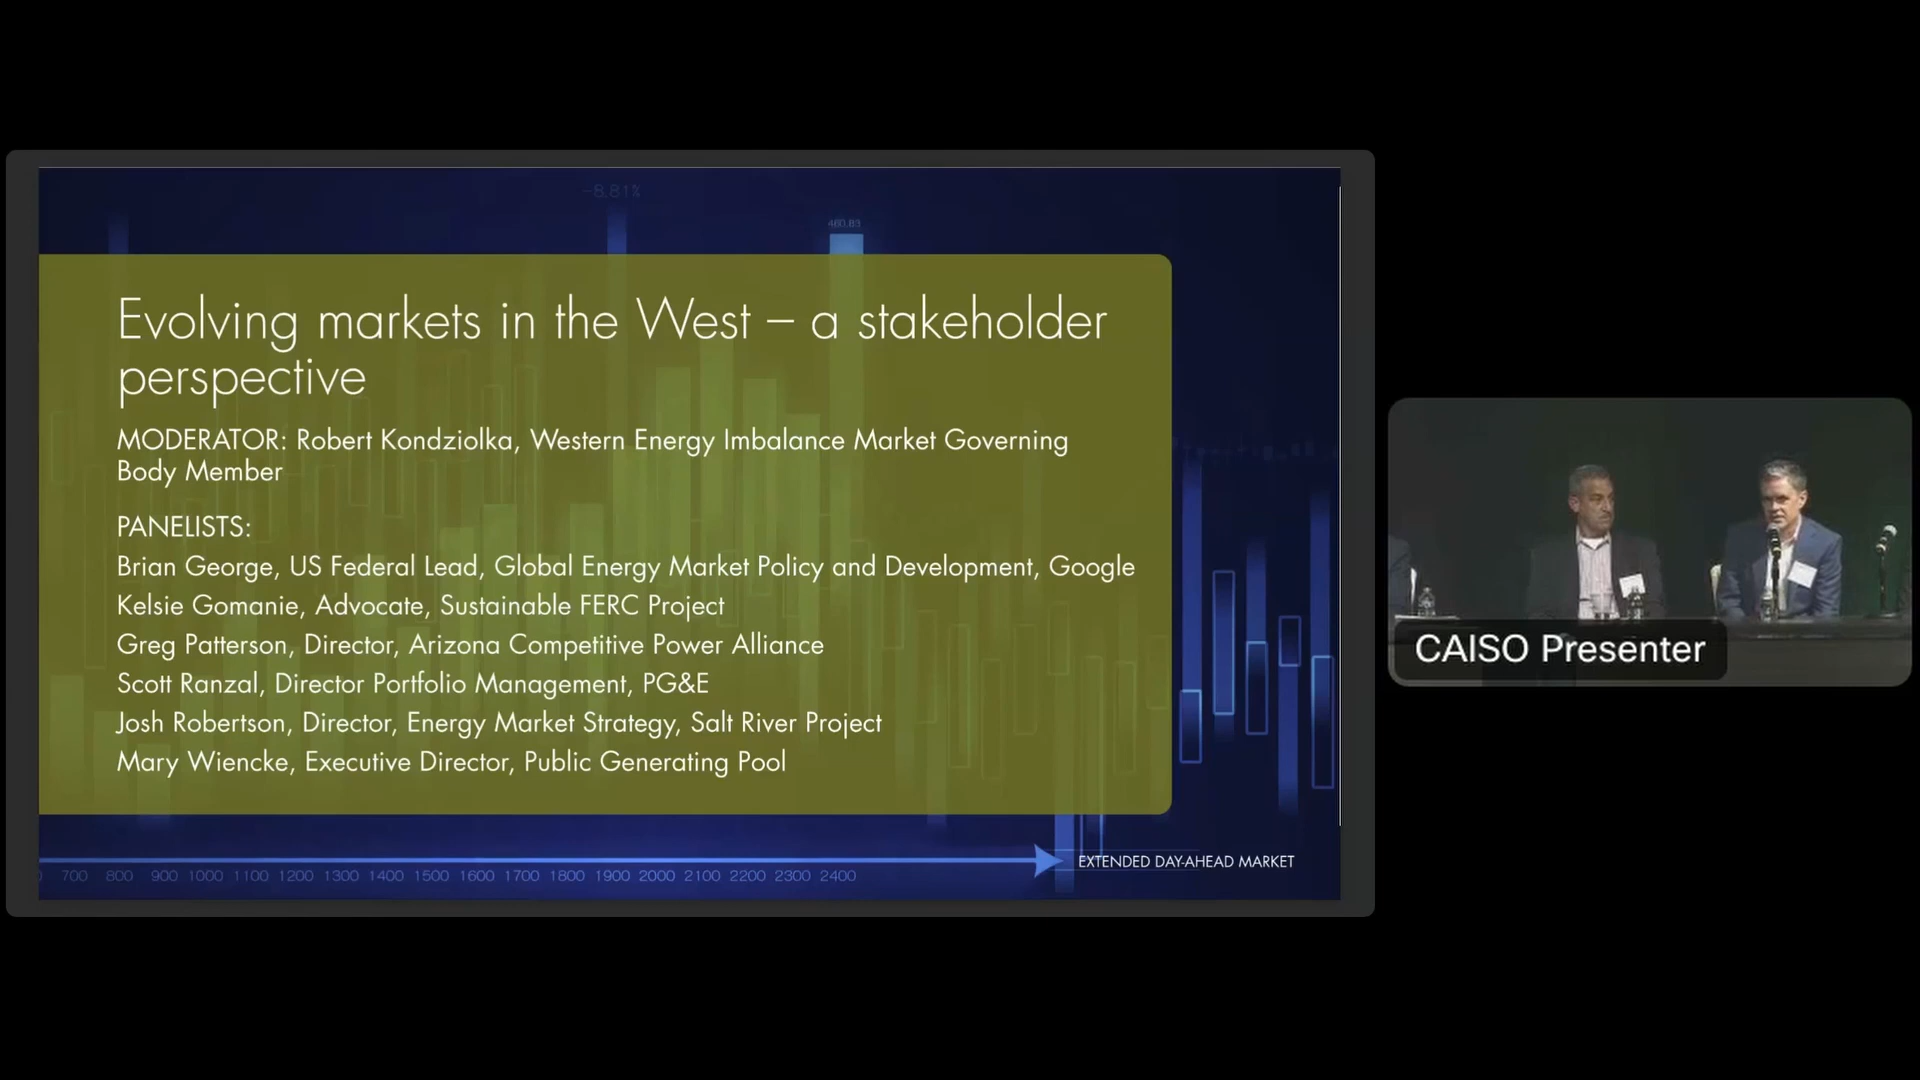 -8.81%
460.83
Evolving markets in the West – a stakeholder
perspective
MODERATOR: Robert Kondziolka, Western Energy Imbalance Market Governing
Body Member
PANELISTS:
Brian George, US Federal Lead, Global Energy Market Policy and Development, Google
Kelsie Gomanie, Advocate, Sustainable FERC Project
Greg Patterson, Director, Arizona Competitive Power Alliance
Scott Ranzal, Director Portfolio Management, PG&E
Josh Robertson, Director, Energy Market Strategy, Salt River Project
Mary Wiencke, Executive Director, Public Generating Pool
EXTENDED DAY-AHEAD MARKET
700 800 900 1000 1100 1200 1300 1400 1500 1600 1700 1800 1900 2000 2100 2200 2300 2400
CAISO Presenter